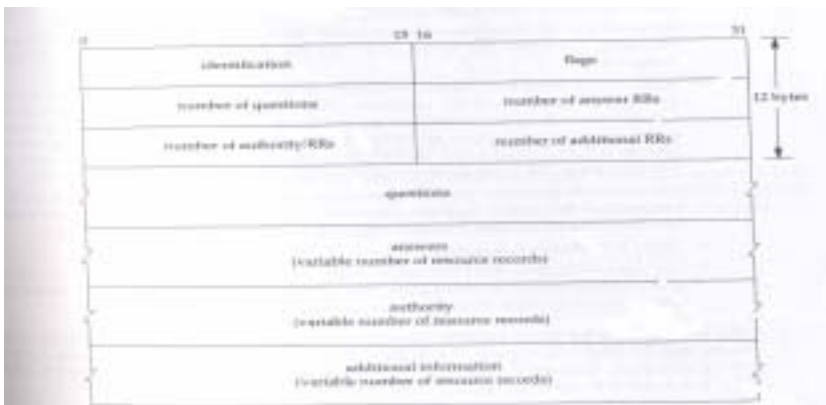 0 15 16 31
identification flags
number of questions number of answer RRs 12 bytes
number of authority RRs number of additional RRs
questions
answers
(variable number of resource records)
authority
(variable number of resource records)
additional information
(variable number of resource records)